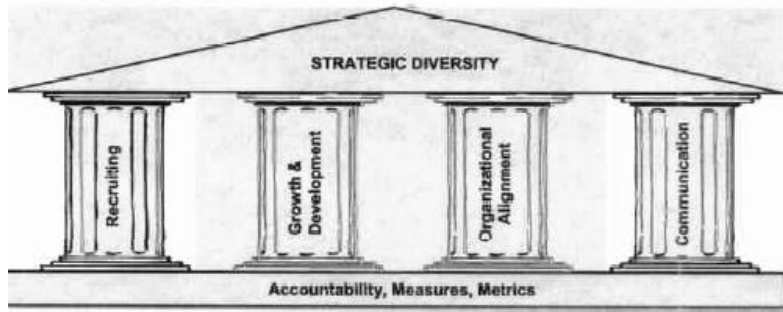 STRATEGIC DIVERSITY
Recruiting
Growth &
Development
Organizational
Alignment
Communication
Accountability, Measures, Metrics